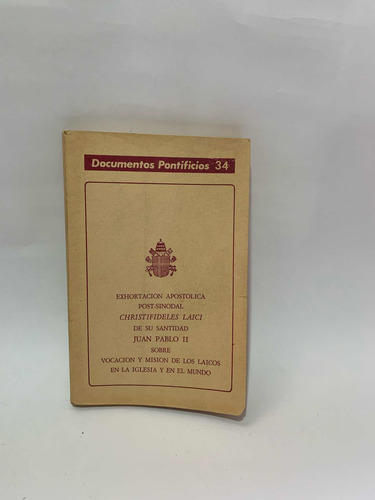 Documentos Pontificios 34
EXHORTACION APOSTOLICA
POST-SINODAL
CHRISTIFIDELES LAICI
DE SU SANTIDAD
JUAN PABLO II
SOBRE
VOCACION Y MISION DE LOS LAICOS
EN LA IGLESIA Y EN EL MUNDO